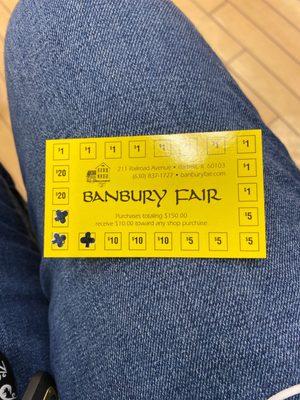 $1 $1 $1 $1 $1 $1 $1 $1
211 Railroad Avenue • Bartlett, IL 60103
$20 (630) 837-1727 • banburyfair.com $1
$20 BANBURY FAIR $1
Purchases totaling $150.00 $5
receive $10.00 toward any shop purchase
$10 $10 $10 $5 $5 $5